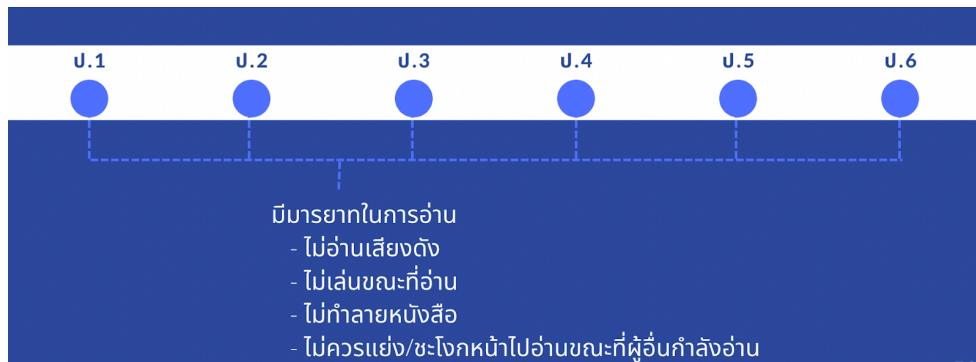 ป.1 ป.2 ป.3 ป.4 ป.5 ป.6
มีมารยาทในการอ่าน
- ไม่อ่านเสียงดัง
- ไม่เล่นขณะที่อ่าน
- ไม่ทำลายหนังสือ
- ไม่ควรแย่ง/ชะโงกหน้าไปอ่านขณะที่ผู้อื่นกำลังอ่าน